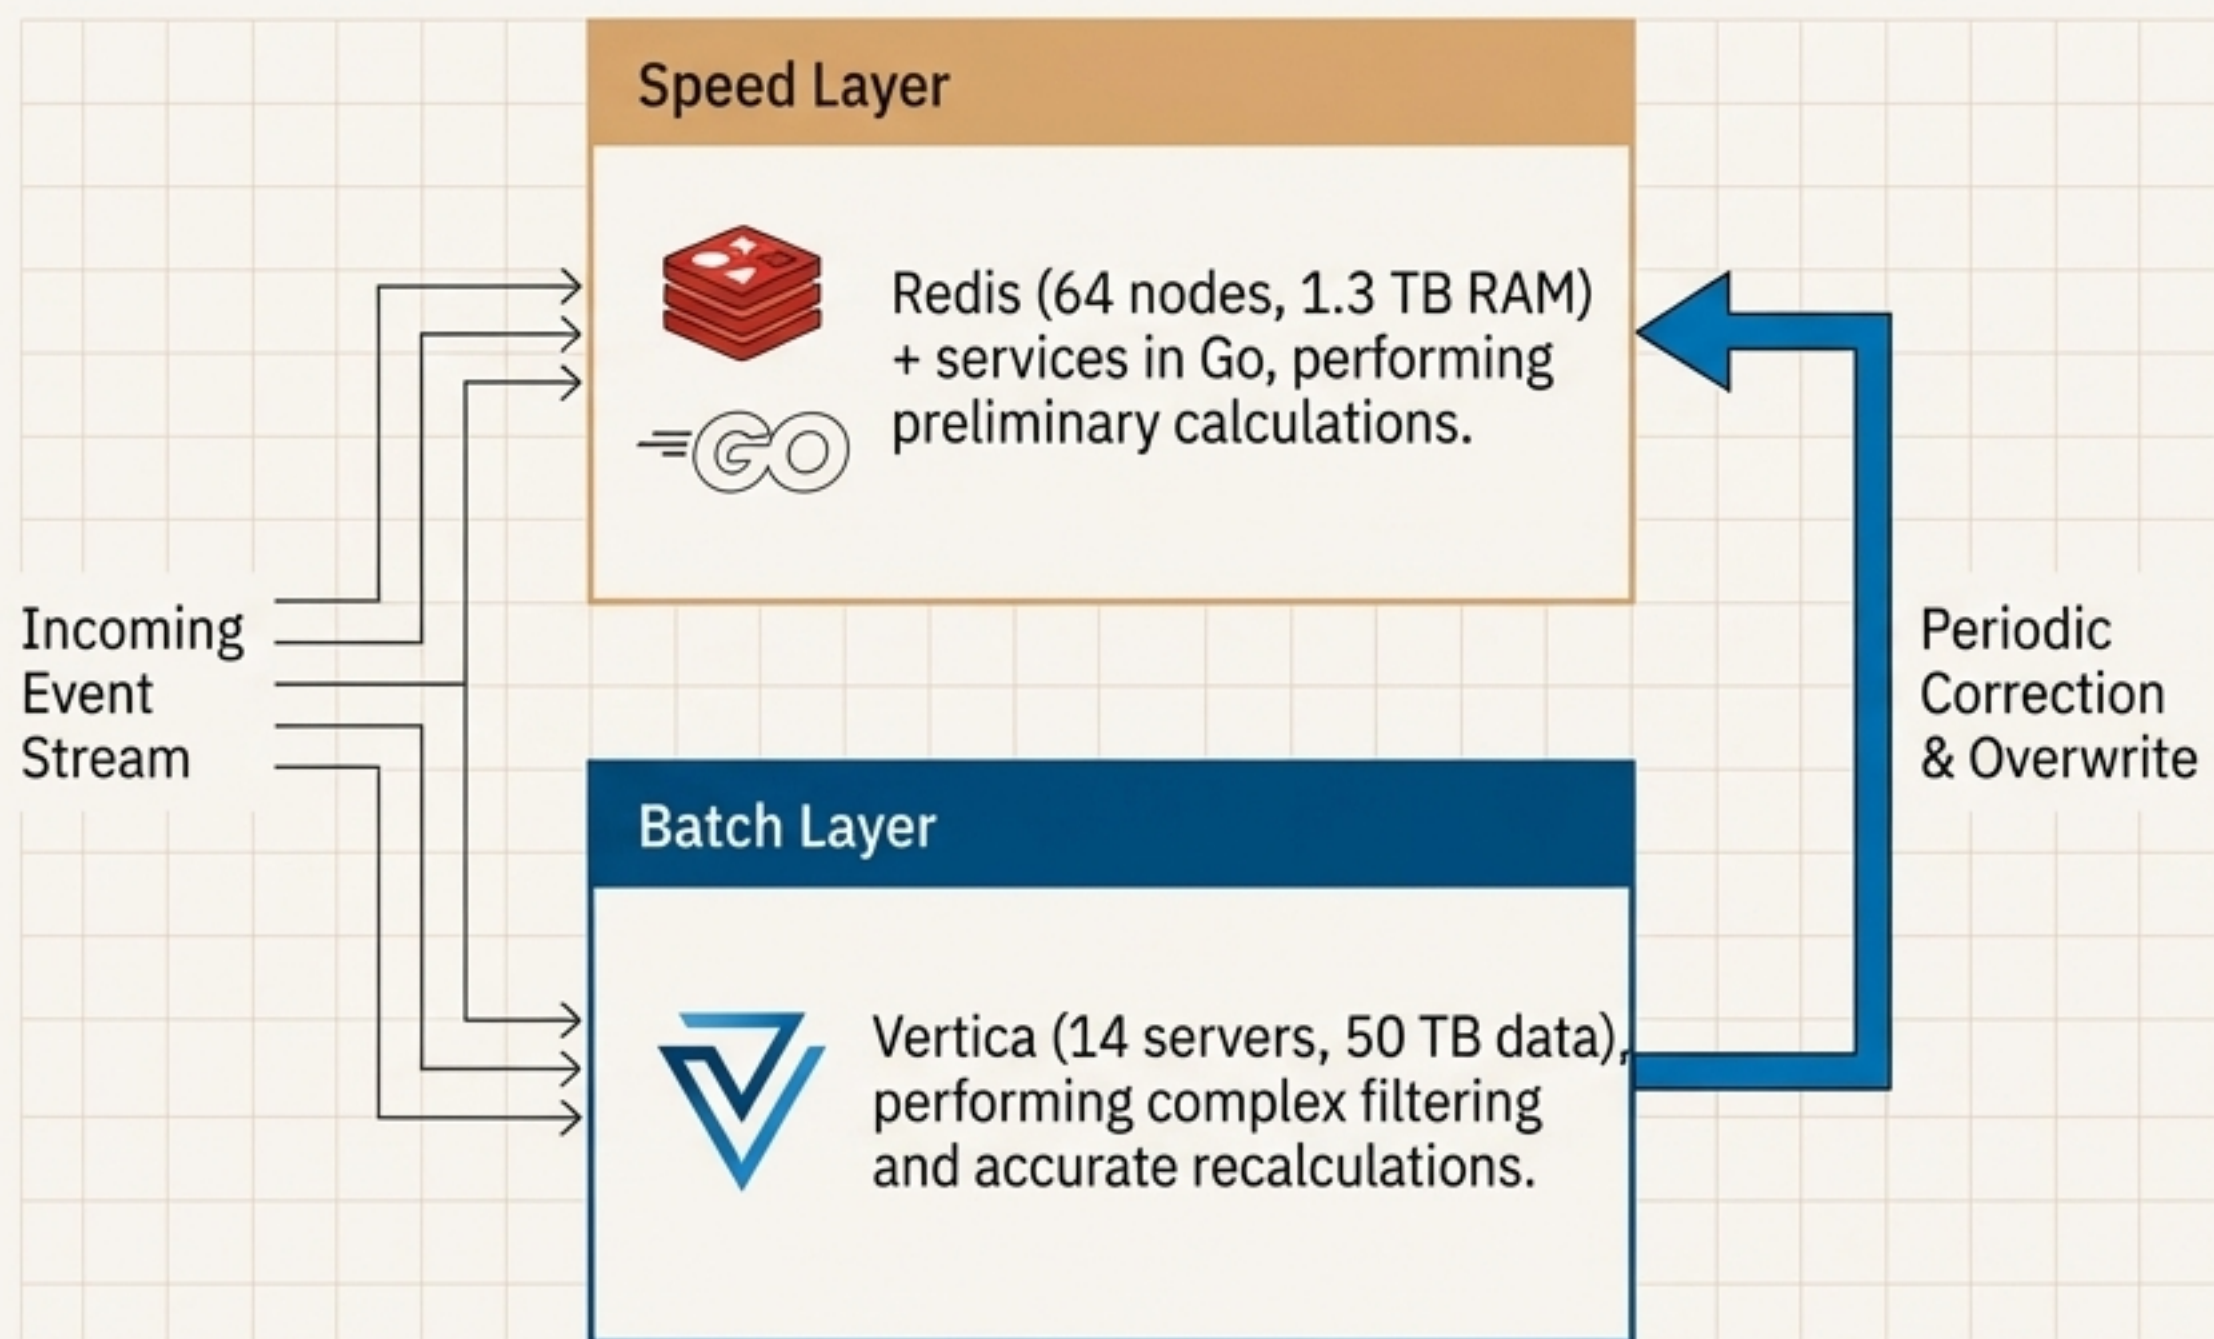 Speed Layer
Redis (64 nodes, 1.3 TB RAM)
+ services in Go, performing
preliminary calculations.
GO
Incoming
Event
Stream
Periodic
Correction
& Overwrite
Batch Layer
Vertica (14 servers, 50 TB data),
performing complex filtering
and accurate recalculations.